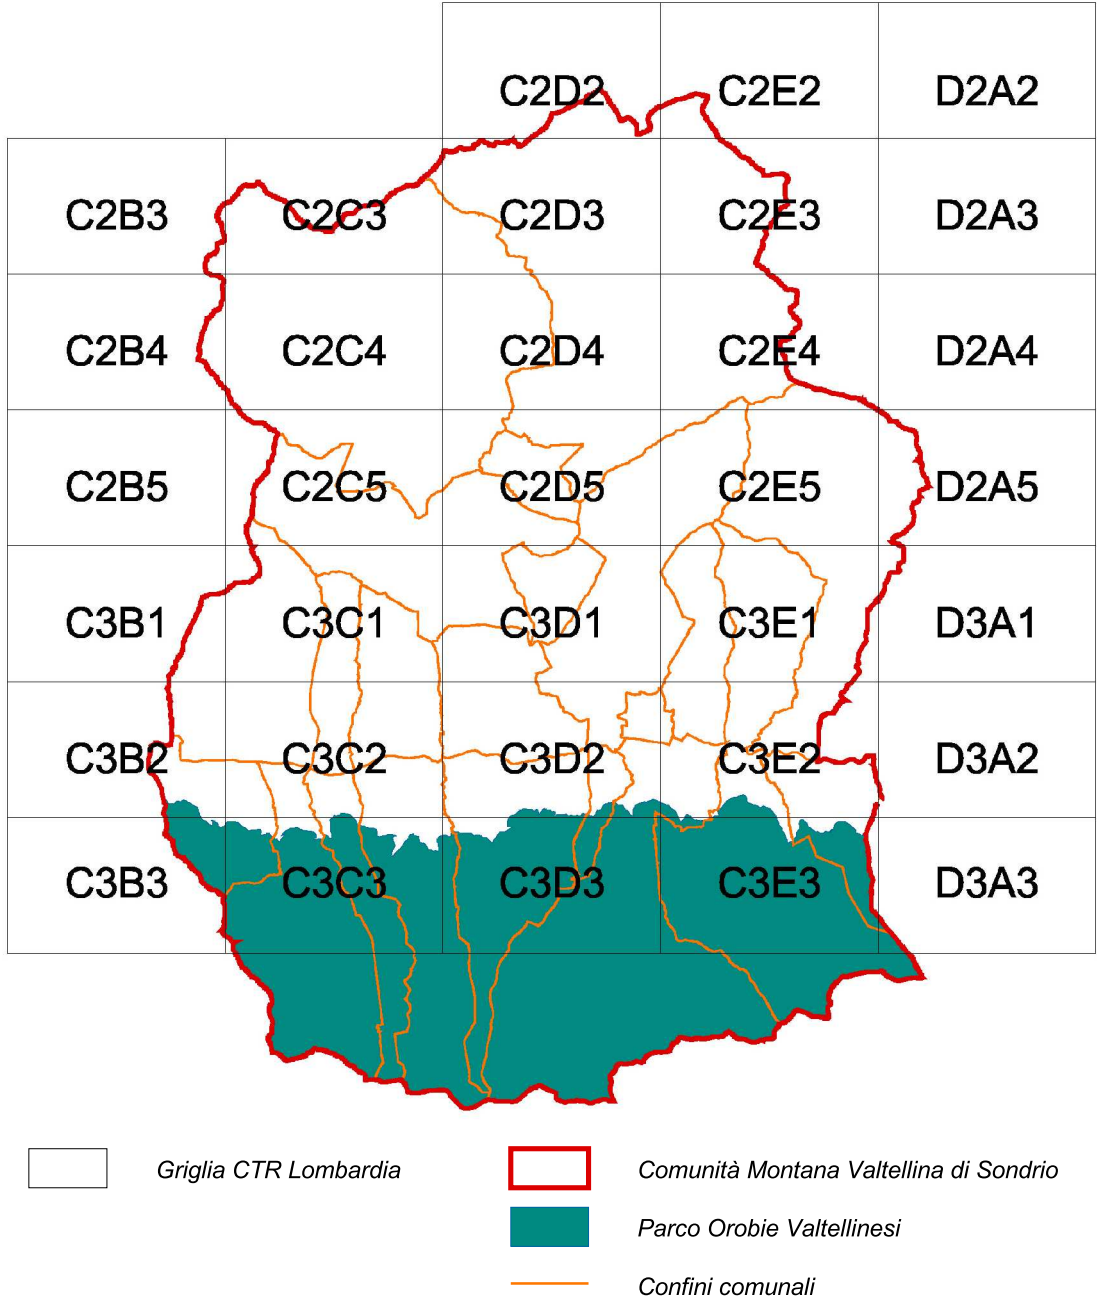 C2D2 C2E2 D2A2
C2B3 C2C3 C2D3 C2E3 D2A3
C2B4 C2C4 C2D4 C2E4 D2A4
C2B5 C2C5 C2D5 C2E5 D2A5
C3B1 C3C1 C3D1 C3E1 D3A1
C3B2 C3C2 C3D2 C3E2 D3A2
C3B3 C3C3 C3D3 C3E3 D3A3
Griglia CTR Lombardia Comunità Montana Valtellina di Sondrio
Parco Orobie Valtellinesi
Confini comunali